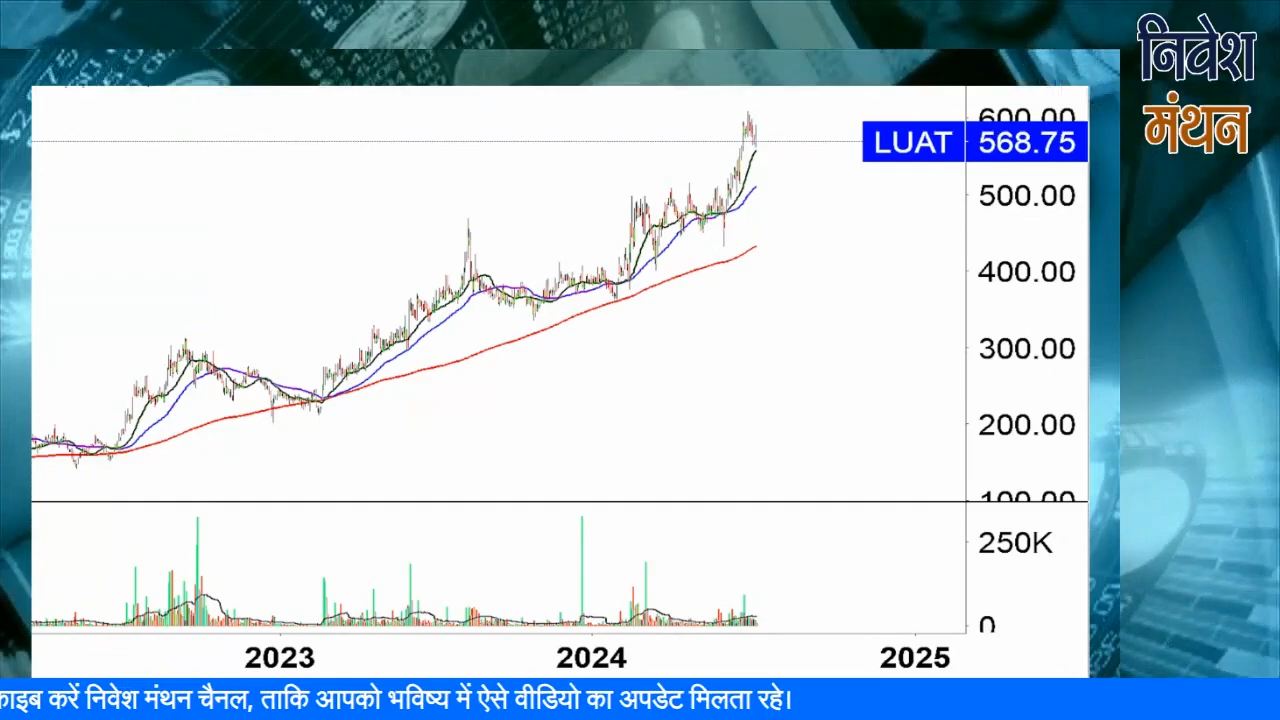 निवेश
मंथन
600.00
LUAT 568.75
500.00
400.00
300.00
200.00
100.00
250K
0
2023 2024 2025
करें निवेश मंथन चैनल, ताकि आपको भविष्य में ऐसे वीडियो का अपडेट मिलता रहे।